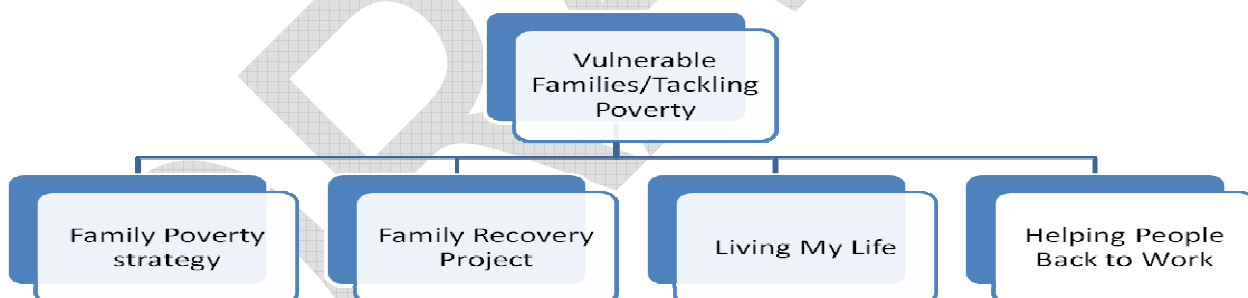 Vulnerable
Families/Tackling
Poverty
Family Poverty
strategy
Family Recovery
Project
Living My Life
Helping People
Back to Work